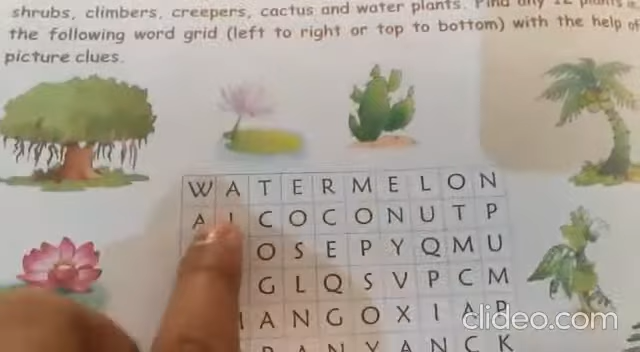 shrubs, climbers, creepers, cactus and water plants. Find any 12 plants
the following word grid (left to right or top to bottom) with the help of
picture clues.
W A T E R M E L O N
A L C O C O N U T P
O S E P Y Q M U
G L Q S V P C M
I A N G O X I A P
A N Y A N C K
clideo.com